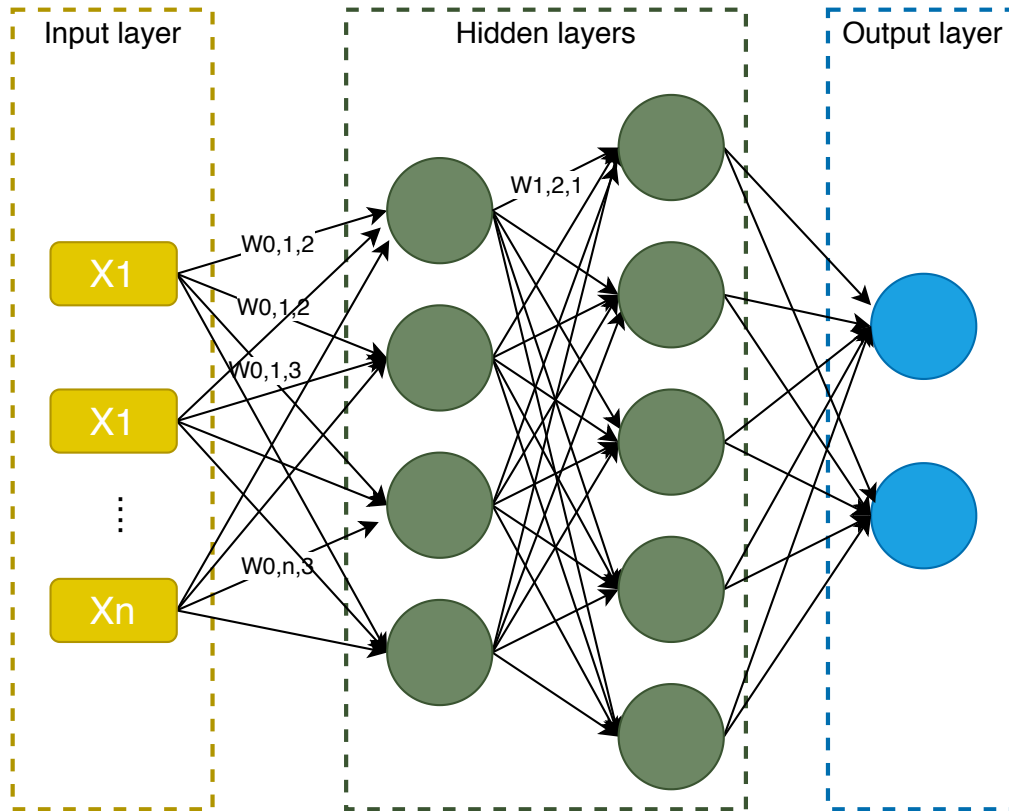 Input layer
Hidden layers
Output layer
W1,2,1
W0,1,2
X1
W0,1,2
W0,1,3
X1
....
W0,n,3
Xn